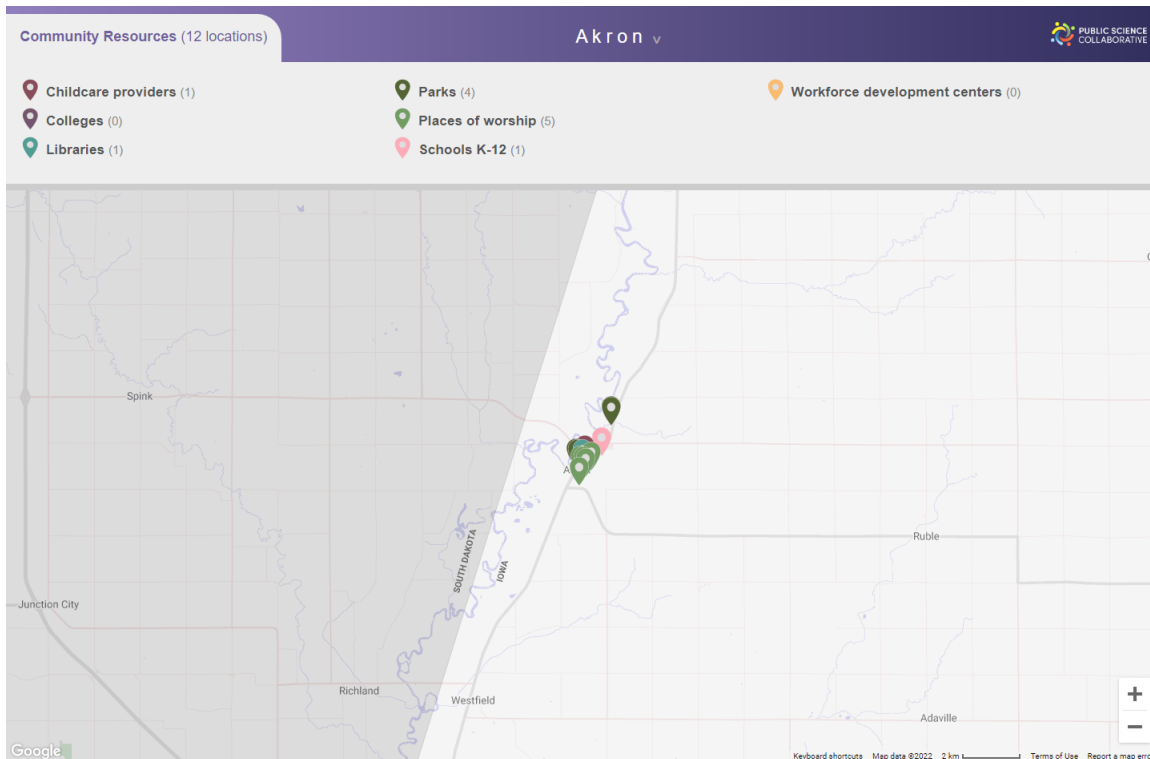 Community Resources (12 locations)
Akron v
PUBLIC SCIENCE
COLLABORATIVE
Childcare providers (1)
Parks (4)
Workforce development centers (0)
Colleges (0)
Places of worship (5)
Libraries (1)
Schools K-12 (1)
Spink
SOUTH DAKOTA
IOWA
Ruble
Junction City
Richland
Westfield
Adaville
+
−
Google
Keyboard shortcuts Map data ©2022 2 km Terms of Use Report a map